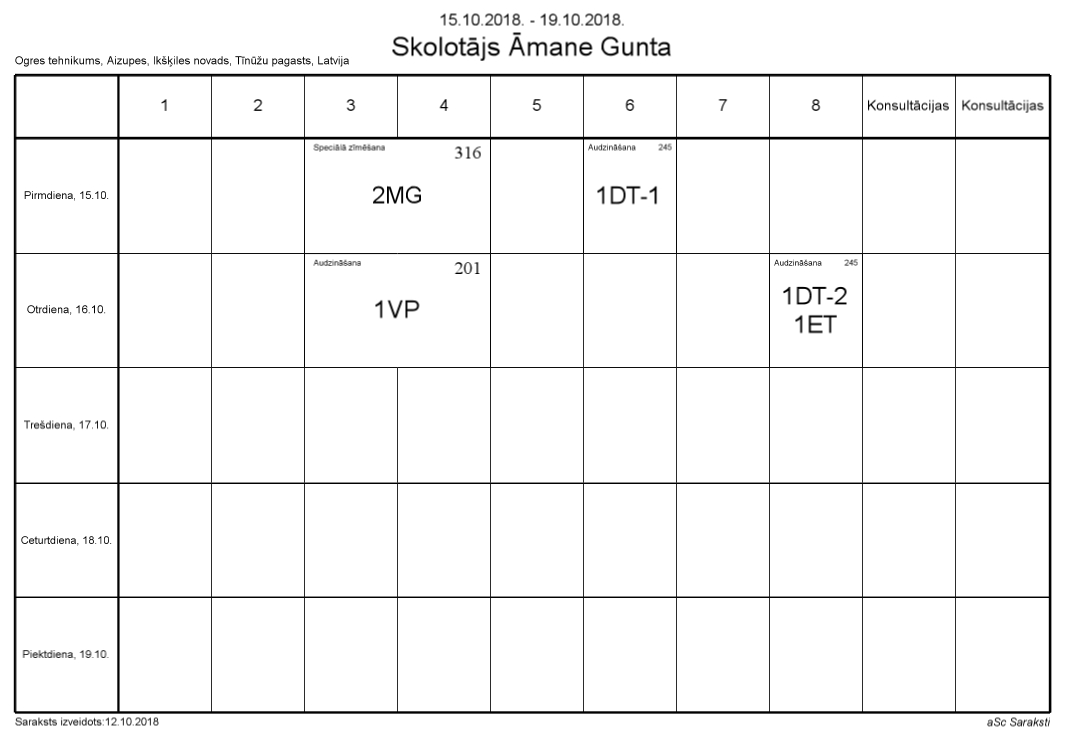 15.10.2018. - 19.10.2018.
Skolotājs Āmane Gunta
Ogres tehnikums, Aizupes, Ikšķiles novads, Tīnūžu pagasts, Latvija
1 2 3 4 5 6 7 8 Konsultācijas Konsultācijas
Pirmdiena, 15.10.
Speciālā zīmēšana 316
2MG
Audzināšana 245
1DT-1
Otrdiena, 16.10.
Audzināšana 201
1VP
Audzināšana 245
1DT-2
1ET
Trešdiena, 17.10.
Ceturtdiena, 18.10.
Piektdiena, 19.10.
Saraksts izveidots:12.10.2018
aSc Saraksti